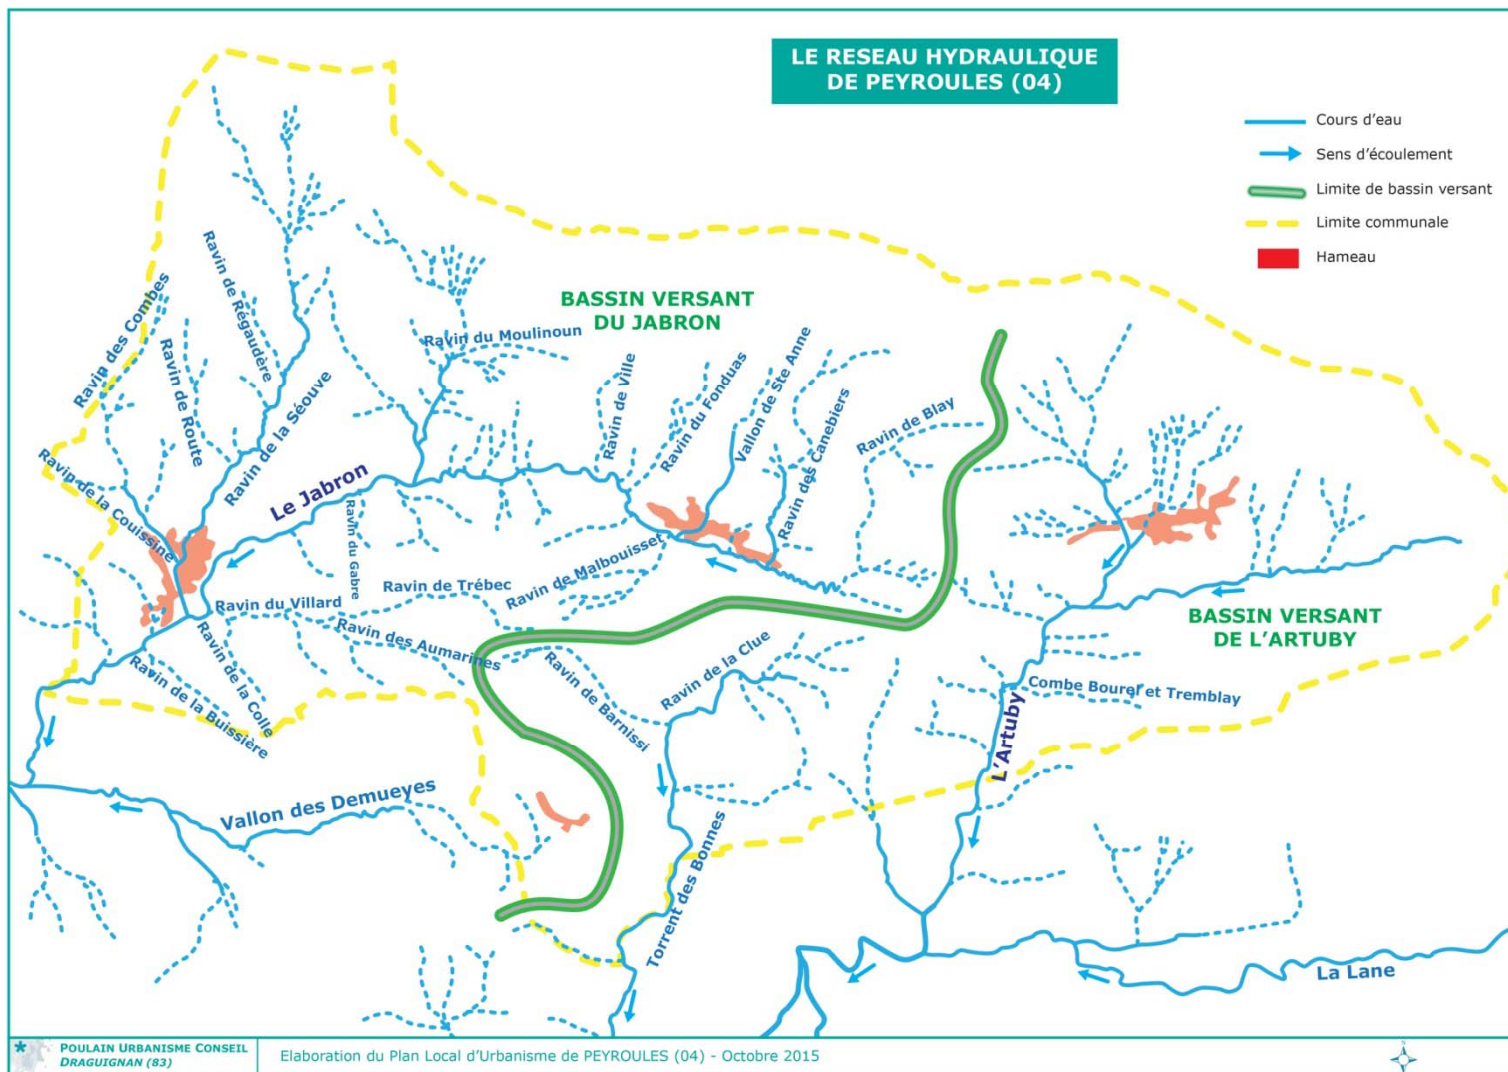 LE RESEAU HYDRAULIQUE
DE PEYROULES (04)
Cours d'eau
Sens d'écoulement
Limite de bassin versant
Limite communale
Hameau
BASSIN VERSANT
DU JABRON
Ravin des Combes
Ravin de Régaudère
Ravin de Route
Ravin de la Séouve
Ravin du Moulinoun
Ravin de Ville
Ravin du Fonduas
Vallon de Ste Anne
Ravin des Canebiers
Ravin de Blay
Ravin de la Couissine
Le Jabron
Ravin du Gabre
Ravin de Trébec
Ravin de Malbouisset
Ravin du Villard
Ravin des Aumarines
Ravin de la Colle
Ravin de la Buissière
Ravin de Barnissi
Ravin de la Clue
BASSIN VERSANT
DE L'ARTUBY
Combe Bourel et Tremblay
L'Artuby
Vallon des Demueyes
Torrent des Bonnes
La Lane
N
* POULAIN URBANISME CONSEIL
DRAGUIGNAN (83)
Elaboration du Plan Local d'Urbanisme de PEYROULES (04) - Octobre 2015